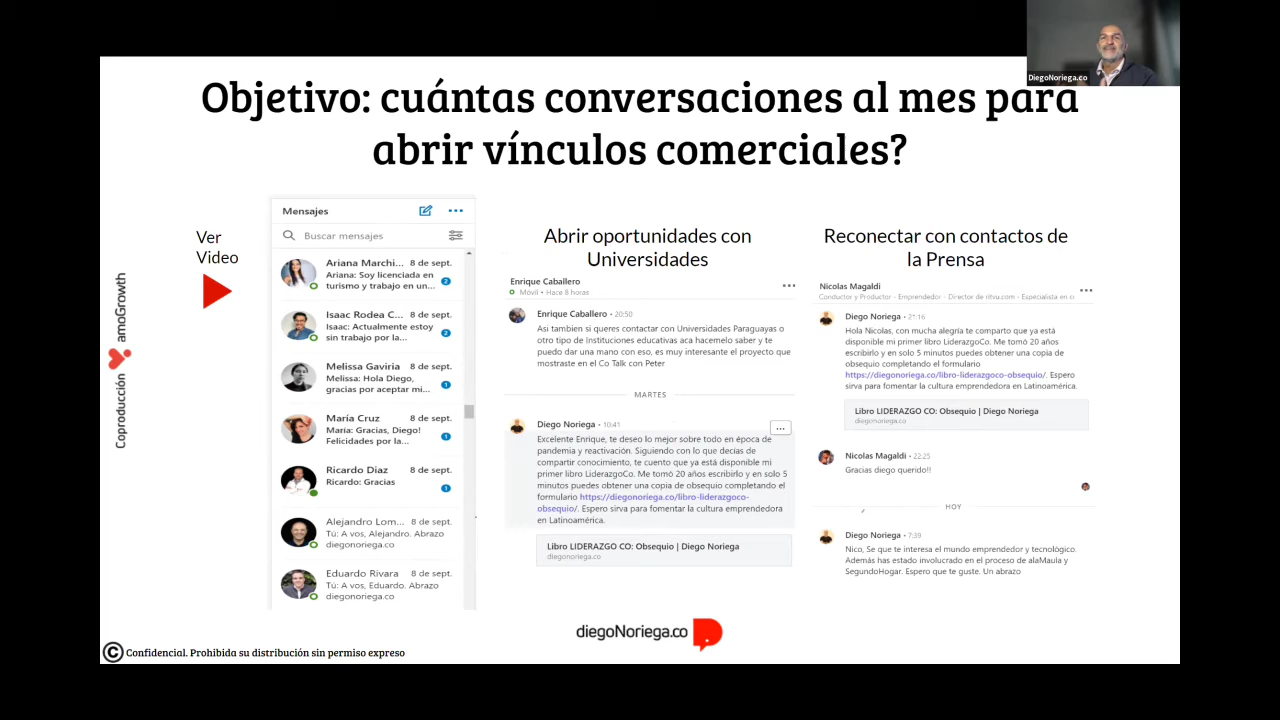 DiegoNoriega.co
Objetivo: cuántas conversaciones al mes para
abrir vínculos comerciales?
Coproducción amoGrowth
Ver
Video
Mensajes
Buscar mensajes
Ariana Marchi... 8 de sept.
Ariana: Soy licenciada en
turismo y trabajo en un... 2
Isaac Rodea C... 8 de sept.
Isaac: Actualmente estoy
sin trabajo por la... 2
Melissa Gaviria 8 de sept.
Melissa: Hola Diego,
gracias por aceptar mi... 1
María Cruz 8 de sept.
María: Gracias, Diego!
Felicidades por la... 1
Ricardo Diaz 8 de sept.
Ricardo: Gracias 1
Alejandro Lom... 8 de sept.
Tú: A vos, Alejandro. Abrazo
diegonoriega.co
Eduardo Rivara 8 de sept.
Tú: A vos, Eduardo. Abrazo
diegonoriega.co
Abrir oportunidades con
Universidades
Enrique Caballero
Móvil • Hace 8 horas
Enrique Caballero • 20:50
Asi tambien si queres contactar con Universidades Paraguayas o
otro tipo de Instituciones educativas aca hacemelo saber y te
puedo dar una mano con eso, es muy interesante el proyecto que
mostraste en el Co Talk con Peter
MARTES
Diego Noriega • 10:41
Excelente Enrique, te deseo lo mejor sobre todo en época de
pandemia y reactivación. Siguiendo con lo que decías de
compartir conocimiento, te cuento que ya está disponible mi
primer libro LiderazgoCo. Me tomó 20 años escribirlo y en solo 5
minutos puedes obtener una copia de obsequio completando el
formulario https://diegonoriega.co/libro-liderazgoco-
obsequio/. Espero sirva para fomentar la cultura emprendedora
en Latinoamérica.
Libro LIDERAZGO CO: Obsequio | Diego Noriega
diegonoriega.co
Reconectar con contactos de
la Prensa
Nicolas Magaldi
Conductor y Productor - Emprendedor - Director de ritvu.com - Especialista en
Diego Noriega • 21:16
Hola Nicolas, con mucha alegría te comparto que ya está
disponible mi primer libro LiderazgoCo. Me tomó 20 años
escribirlo y en solo 5 minutos puedes obtener una copia de
obsequio completando el formulario
https://diegonoriega.co/libro-liderazgoco-obsequio/. Espero
sirva para fomentar la cultura emprendedora en Latinoamérica.
Libro LIDERAZGO CO: Obsequio | Diego Noriega
diegonoriega.co
Nicolas Magaldi • 22:25
Gracias diego querido!!
HOY
Diego Noriega • 7:39
Nico, Se que te interesa el mundo emprendedor y tecnológico.
Además has estado involucrado en el proceso de alaMaula y
SegundoHogar. Espero que te guste. Un abrazo
diegoNoriega.co
© Confidencial. Prohibida su distribución sin permiso expreso